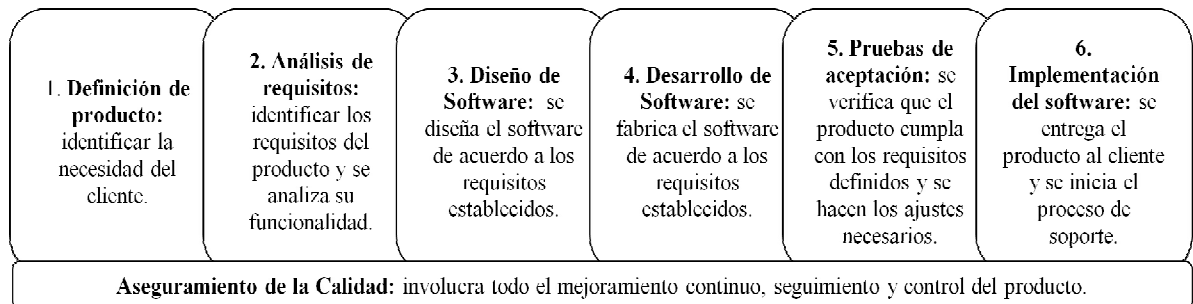 1. Definición de
producto:
identificar la
necesidad del
cliente.
2. Análisis de
requisitos:
identificar los
requisitos del
producto y se
analiza su
funcionalidad.
3. Diseño de
Software: se
diseña el software
de acuerdo a los
requisitos
establecidos.
4. Desarrollo de
Software: se
fabrica el software
de acuerdo a los
requisitos
establecidos.
5. Pruebas de
aceptación: se
verifica que el
producto cumpla
con los requisitos
definidos y se
hacen los ajustes
necesarios.
6.
Implementación
del software: se
entrega el
producto al cliente
y se inicia el
proceso de
soporte.
Aseguramiento de la Calidad: involucra todo el mejoramiento continuo, seguimiento y control del producto.